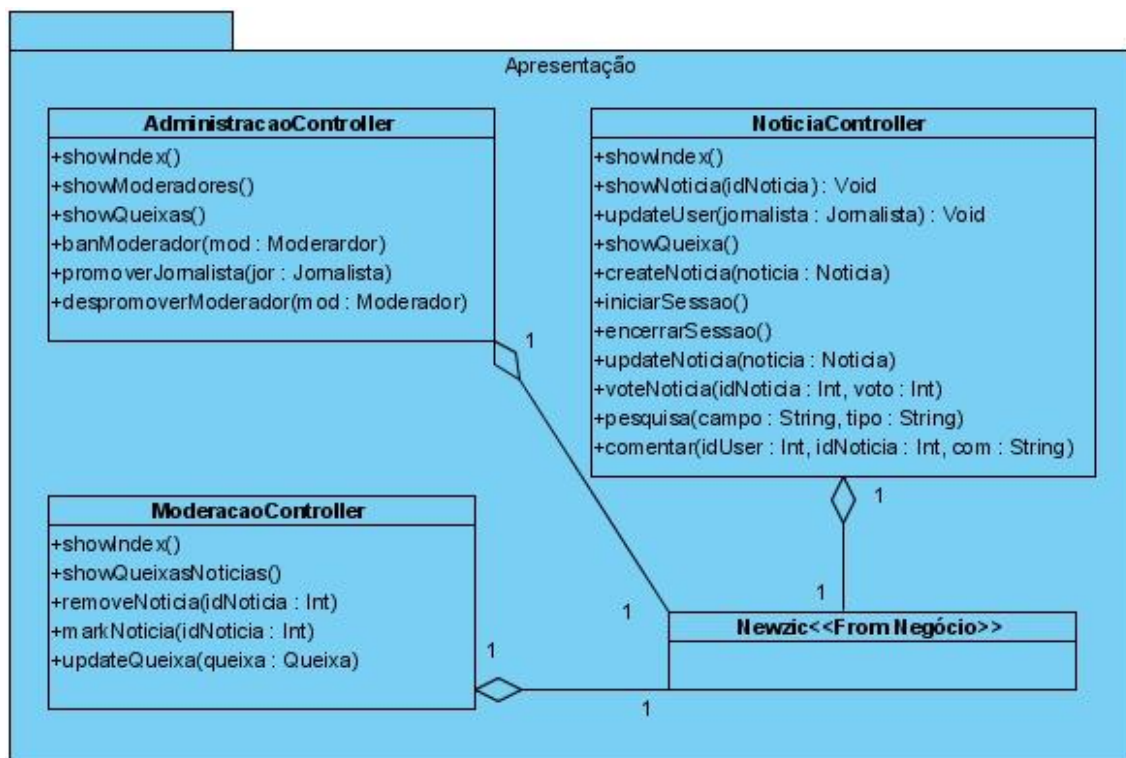 Apresentação
AdministracaoController
+showIndex()
+showModeradores()
+showQueixas()
+banModerador(mod : Moderardor)
+promoverJornalista(jor : Jornalista)
+despromoverModerador(mod : Moderador)
1
NoticiaController
+showIndex()
+showNoticia(idNoticia) : Void
+updateUser(jornalista : Jornalista) : Void
+showQueixa()
+createNoticia(noticia : Noticia)
+iniciarSessao()
+encerrarSessao()
+updateNoticia(noticia : Noticia)
+voteNoticia(idNoticia : Int, voto : Int)
+pesquisa(campo : String, tipo : String)
+comentar(idUser : Int, idNoticia : Int, com : String)
1
ModeracaoController
+showIndex()
+showQueixasNoticias()
+removeNoticia(idNoticia : Int)
+markNoticia(idNoticia : Int)
+updateQueixa(queixa : Queixa)
1
1
1
1
Newzic<<From Negócio>>